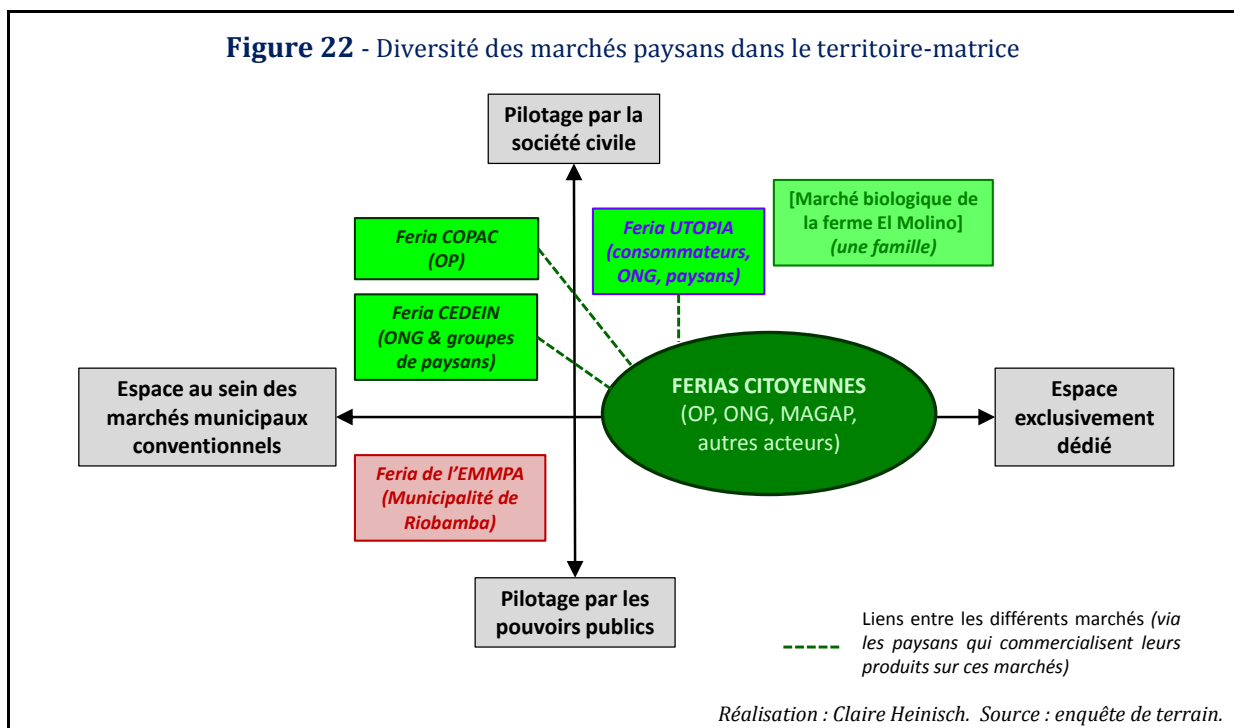 Figure 22 - Diversité des marchés paysans dans le territoire-matrice
Pilotage par la
société civile
[Marché biologique de
la ferme El Molino]
(une famille)
Feria COPAC
(OP)
Feria UTOPIA
(consommateurs,
ONG, paysans)
Feria CEDEIN
(ONG & groupes
de paysans)
Espace au sein des
marchés municipaux
conventionnels
FERIAS CITOYENNES
(OP, ONG, MAGAP,
autres acteurs)
Espace
exclusivement
dédié
Feria de l’EMMPA
(Municipalité de
Riobamba)
Pilotage par les
pouvoirs publics
Liens entre les différents marchés (via
les paysans qui commercialisent leurs
produits sur ces marchés)
Réalisation : Claire Heinisch. Source : enquête de terrain.